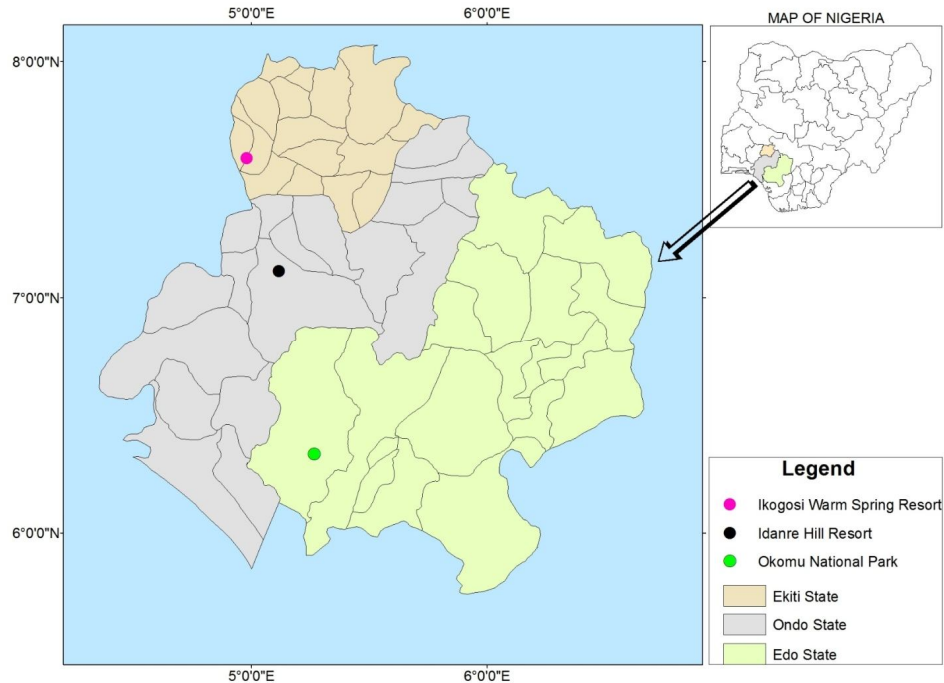 5°0'0"E
6°0'0"E
MAP OF NIGERIA
8°0'0"N
7°0'0"N
6°0'0"N
5°0'0"E
6°0'0"E
Legend
Ikogosi Warm Spring Resort
Idanre Hill Resort
Okomu National Park
Ekiti State
Ondo State
Edo State